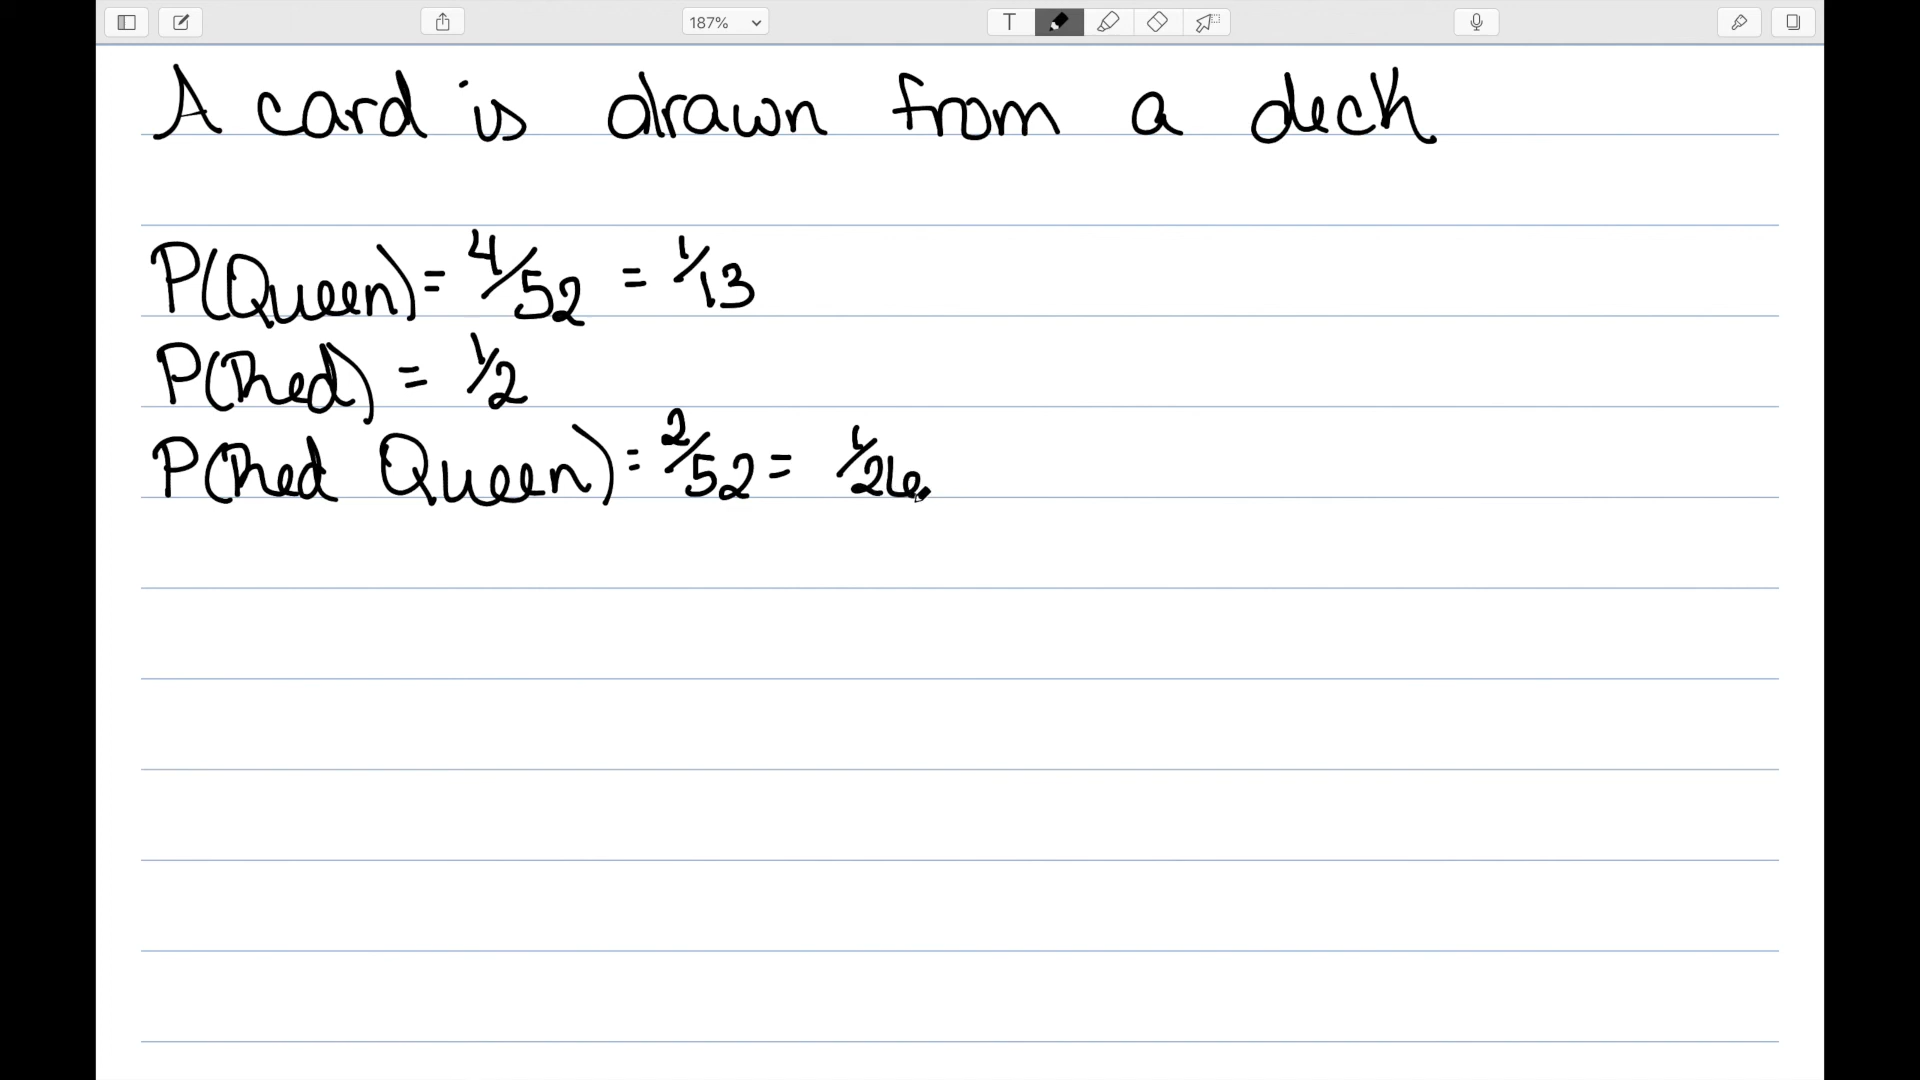 187%
T
A card is drawn from a deck
P(Queen) = 4/52 = 1/13
P(Red) = 1/2
P(Red Queen) = 2/52 = 1/26